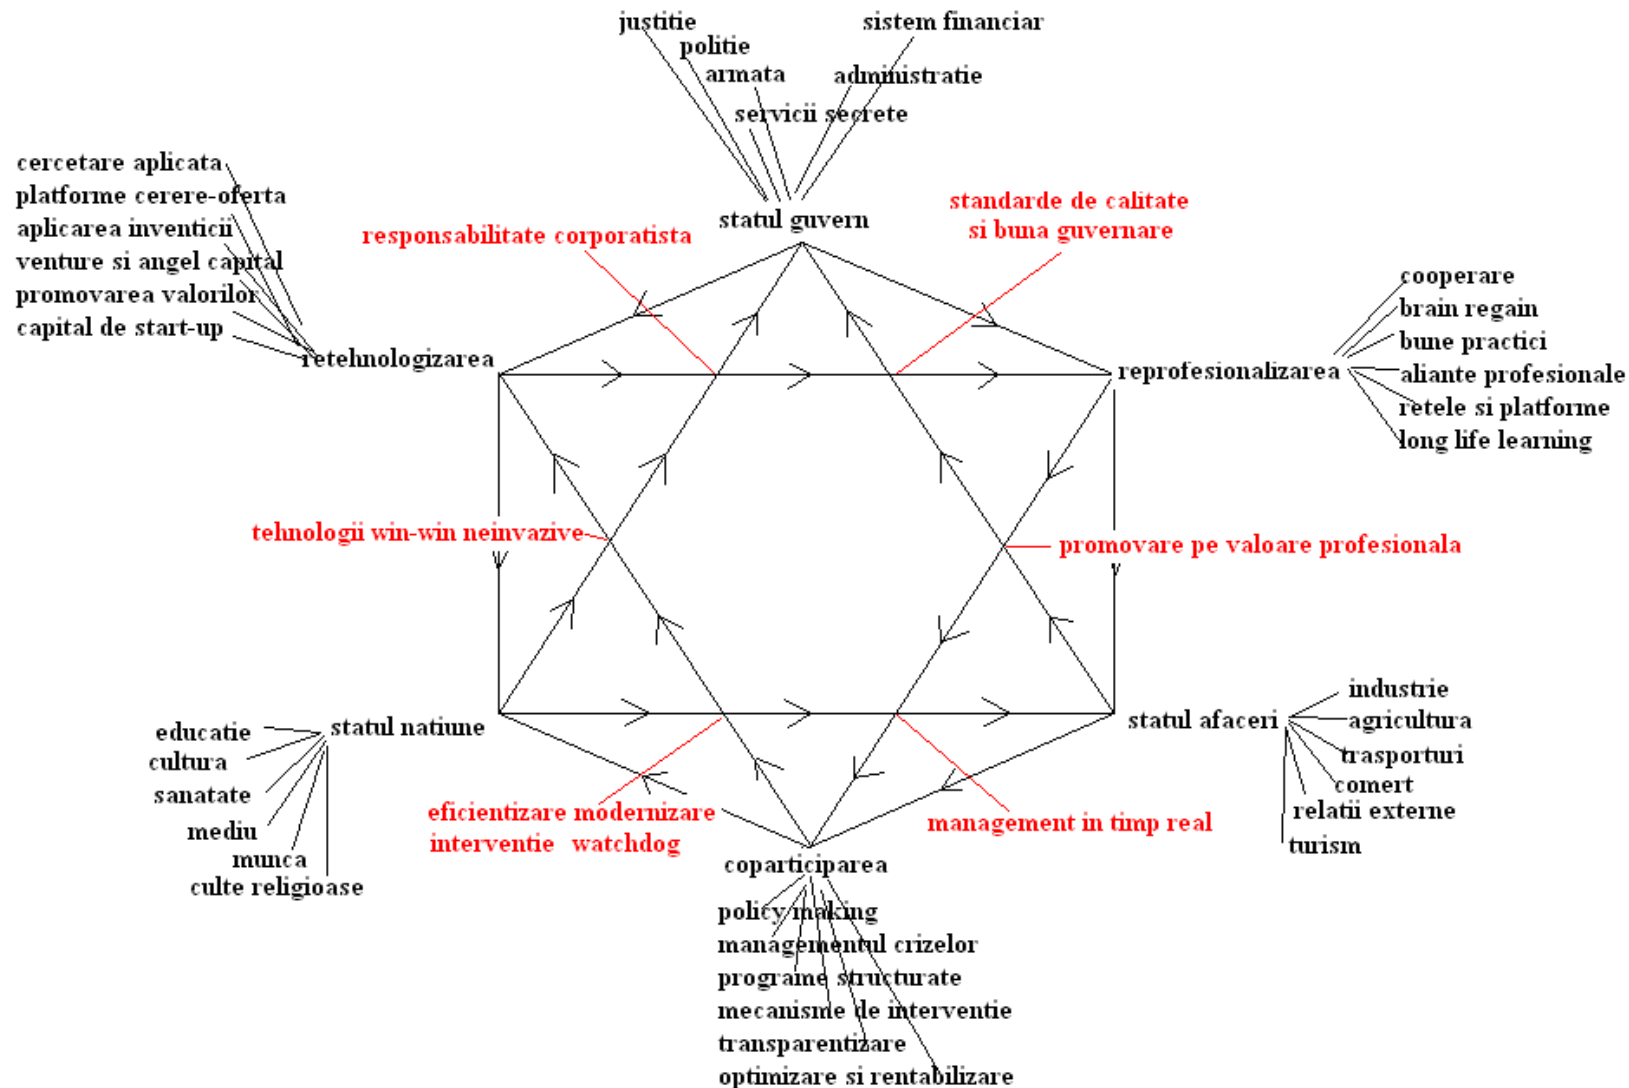 justitie
sistem financiar
politie
armata
administratie
servicii secrete
cercetare aplicata
platforme cerere-oferta
aplicarea inventicii
venture si angel capital
promovarea valorilor
capital de start-up
retehnologizarea
responsabilitate corporatista
statul guvern
standarde de calitate
si buna guvernare
cooperare
brain regain
bune practici
aliante profesionale
retele si platforme
long life learning
reprofesionalizarea
tehnologii win-win neinvazive
promovare pe valoare profesionala
educatie
cultura
sanatate
mediu
munca
culte religioase
statul natiune
statul afaceri
industrie
agricultura
trasporturi
comert
relatii externe
turism
eficientizare modernizare
interventie watchdog
management in timp real
coparticiparea
policy making
managementul crizelor
programe structurate
mecanisme de interventie
transparentizare
optimizare si rentabilizare